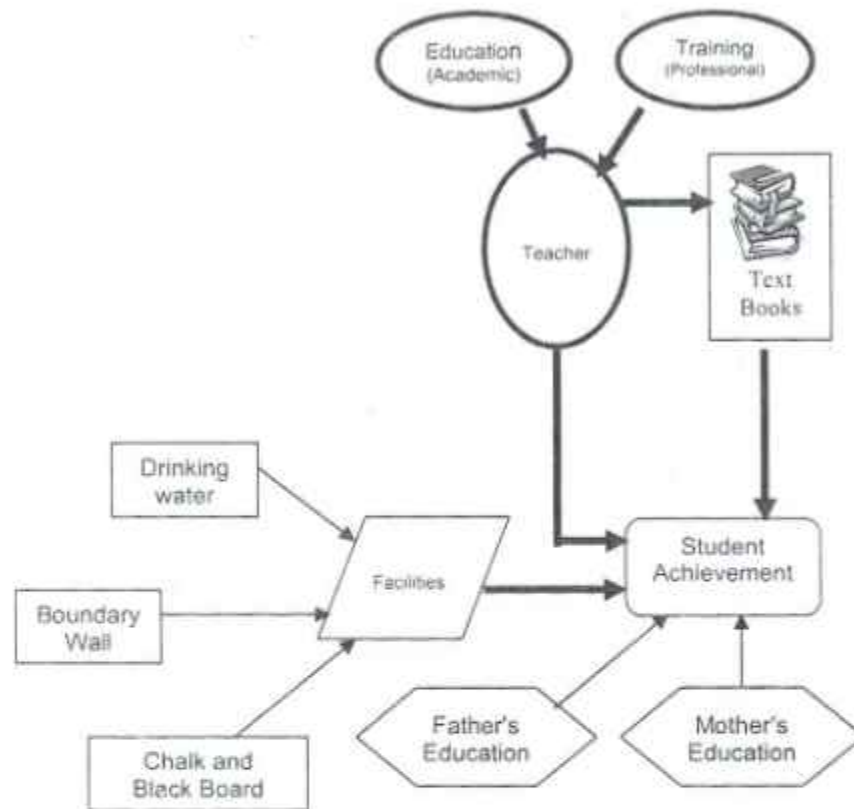 Education
(Academic)
Training
(Professional)
Teacher
Text
Books
Drinking
water
Student
Achievement
Facilities
Boundary
Wall
Father's
Education
Mother's
Education
Chalk and
Black Board